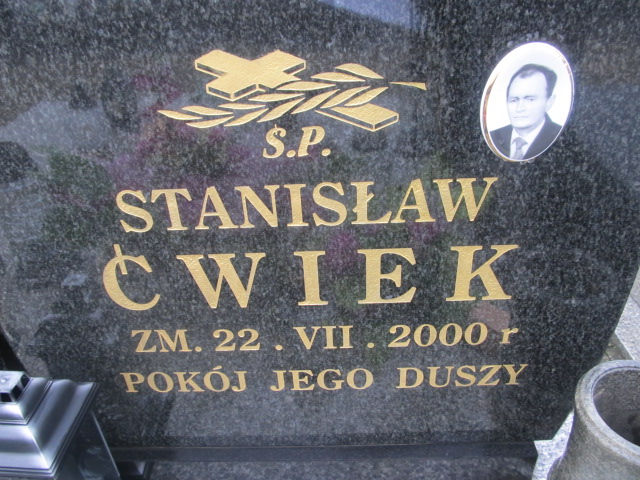 Ś.P.
STANISŁAW
ĆWIEK
ZM. 22 . VII . 2000 r
POKÓJ JEGO DUSZY